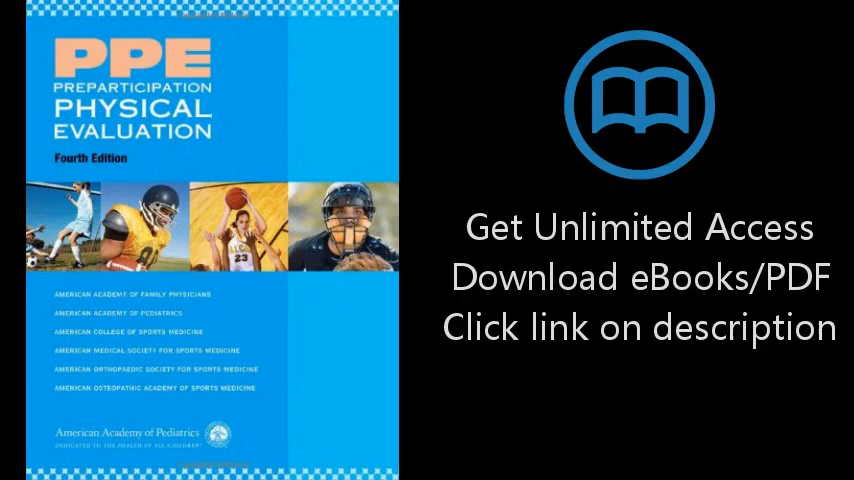 PPE
PREPARTICIPATION
PHYSICAL
EVALUATION
Fourth Edition
23
AMERICAN ACADEMY OF FAMILY PHYSICIANS
AMERICAN ACADEMY OF PEDIATRICS
AMERICAN COLLEGE OF SPORTS MEDICINE
AMERICAN MEDICAL SOCIETY FOR SPORTS MEDICINE
AMERICAN ORTHOPAEDIC SOCIETY FOR SPORTS MEDICINE
AMERICAN OSTEOPATHIC ACADEMY OF SPORTS MEDICINE
American Academy of Pediatrics
DEDICATED TO THE HEALTH OF ALL CHILDREN™
Get Unlimited Access
Download eBooks/PDF
Click link on description